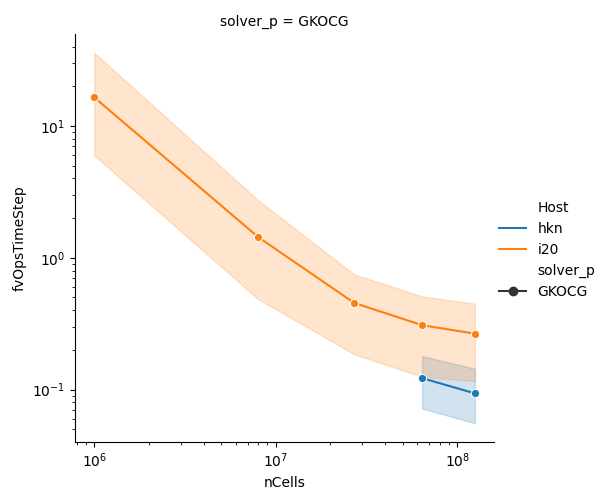 solver_p = GKOCG
fvOpsTimeStep
10^1
10^0
10^-1
10^6
10^7
10^8
nCells
Host
hkn
i20
solver_p
GKOCG